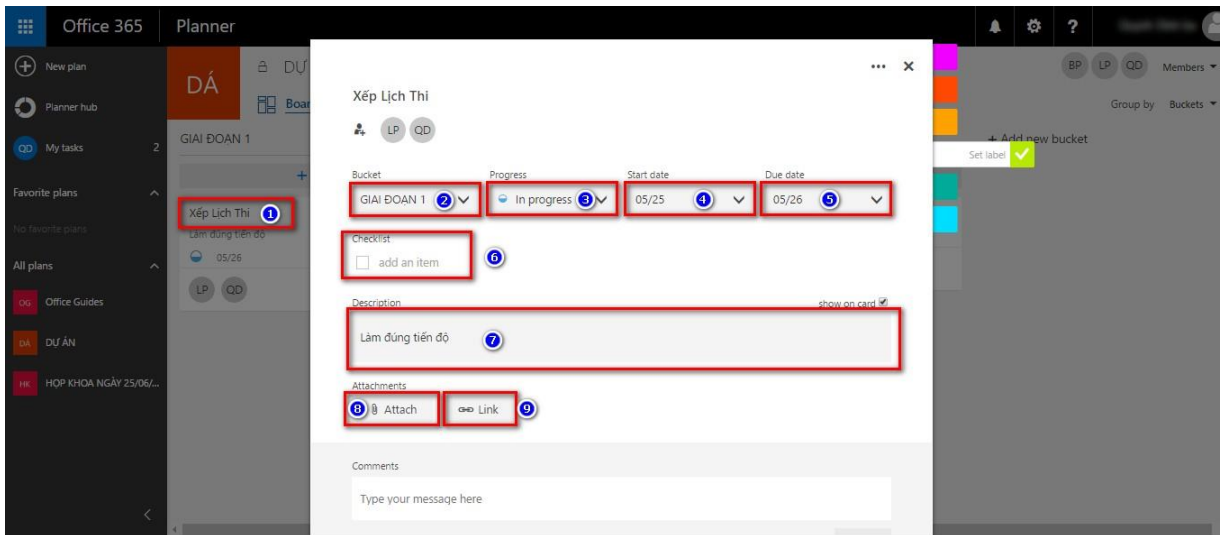 Office 365 Planner ?
New plan
Planner hub
QD My tasks 2
Favorite plans
No favorite plans
All plans
OG Office Guides
DÁ DỰ ÁN
HK HỌP KHOA NGÀY 25/06/...
DÁ DỰ
Boar
BP LP QD Members
Group by Buckets
GIAI ĐOẠN 1
+ Add new bucket
+
Xếp Lịch Thi 1
Làm đúng tiến độ
05/26
LP QD
Xếp Lịch Thi
LP QD
Bucket Progress Start date Due date
GIAI ĐOẠN 1 2 In progress 3 05/25 4 05/26 5
Checklist
add an item 6
Description show on card
Làm đúng tiến độ 7
Attachments
8 Attach Link 9
Comments
Type your message here
Set label